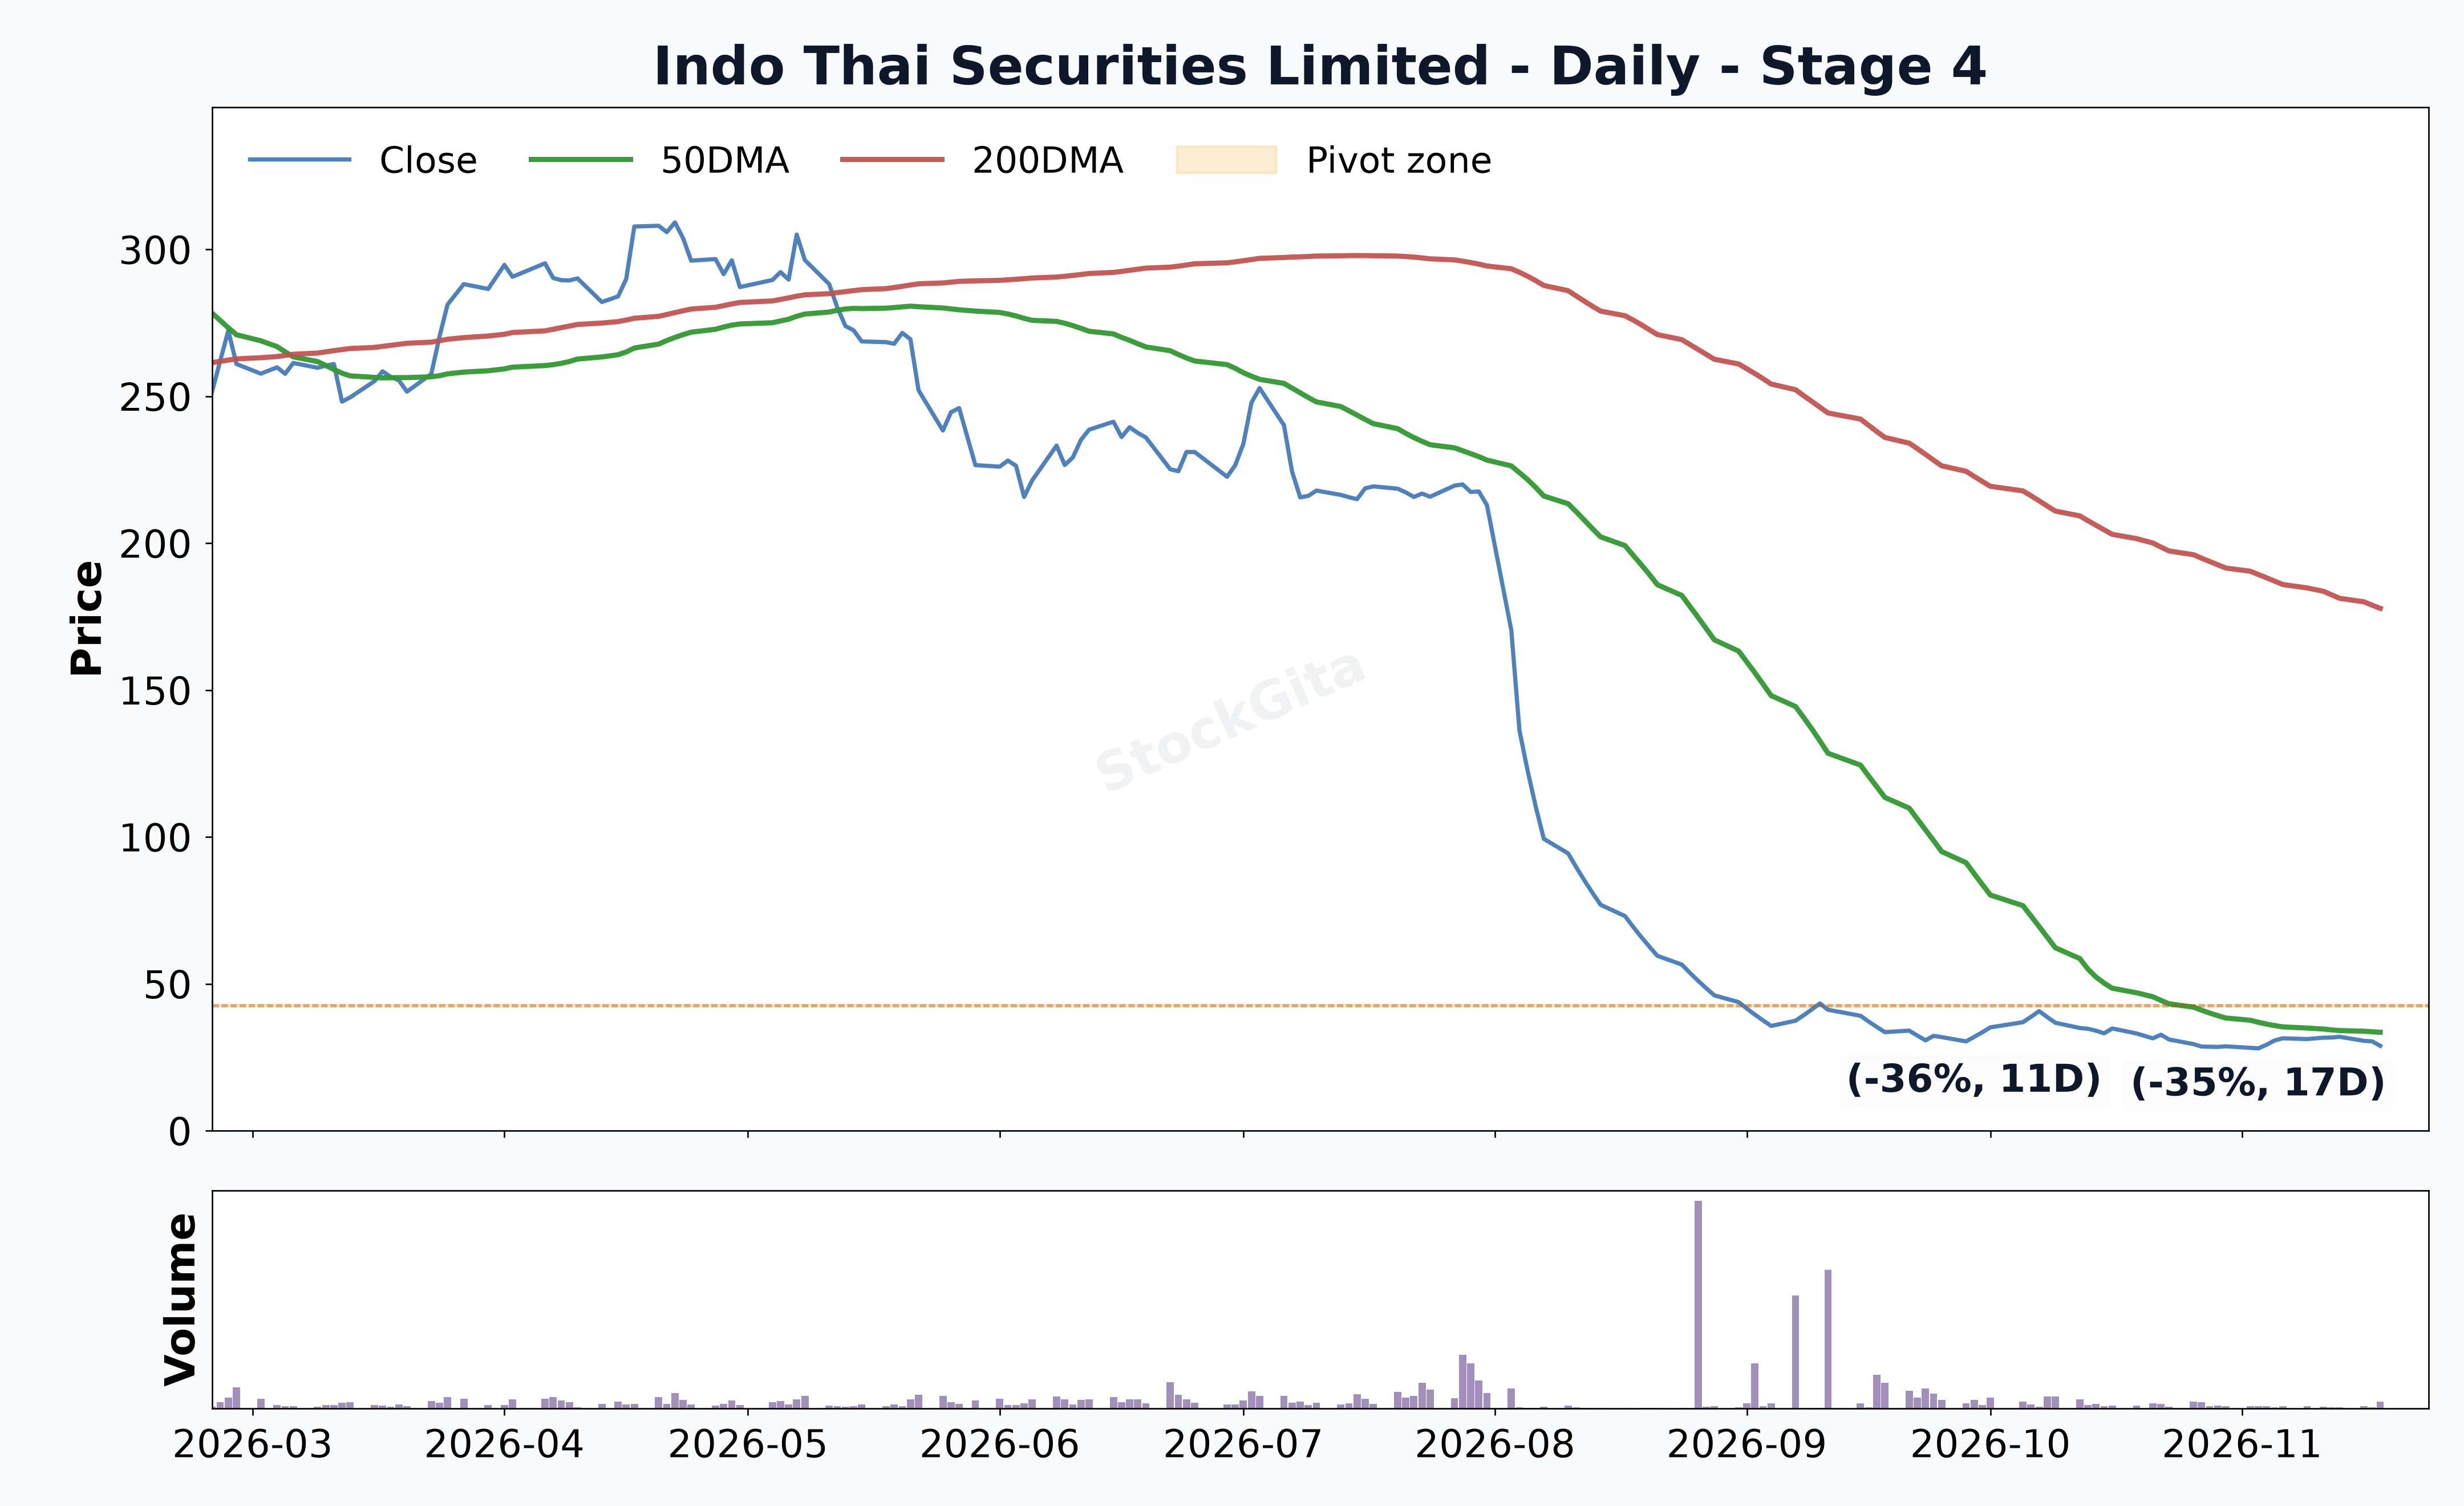 Indo Thai Securities Limited - Daily - Stage 4
Close 50DMA 200DMA Pivot zone
300
250
200
150
100
50
0
Price
StockGita
(-36%, 11D) (-35%, 17D)
Volume
2026-03 2026-04 2026-05 2026-06 2026-07 2026-08 2026-09 2026-10 2026-11